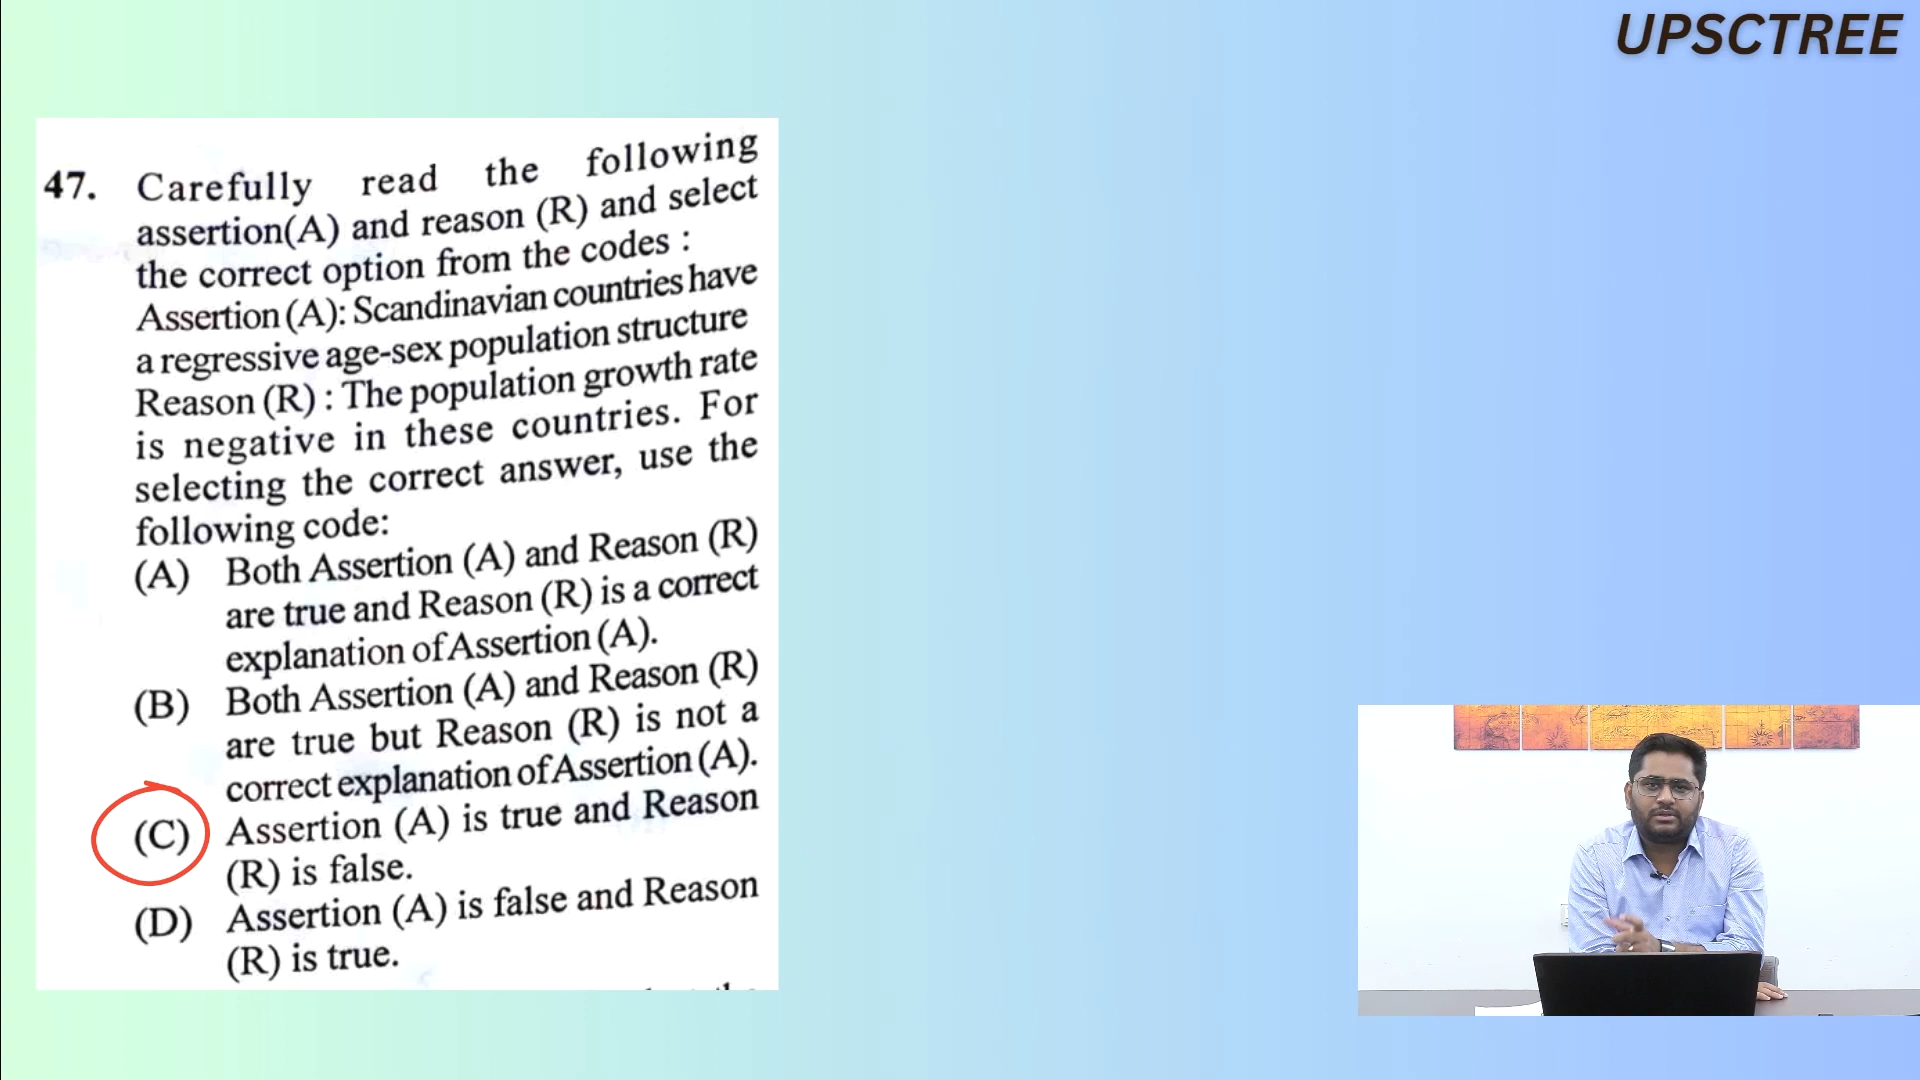 UPSCTREE
47. Carefully read the following
assertion(A) and reason (R) and select
the correct option from the codes :
Assertion (A): Scandinavian countries have
a regressive age-sex population structure
Reason (R) : The population growth rate
is negative in these countries. For
selecting the correct answer, use the
following code:
(A) Both Assertion (A) and Reason (R)
are true and Reason (R) is a correct
explanation of Assertion (A).
(B) Both Assertion (A) and Reason (R)
are true but Reason (R) is not a
correct explanation of Assertion (A).
(C) Assertion (A) is true and Reason
(R) is false.
(D) Assertion (A) is false and Reason
(R) is true.